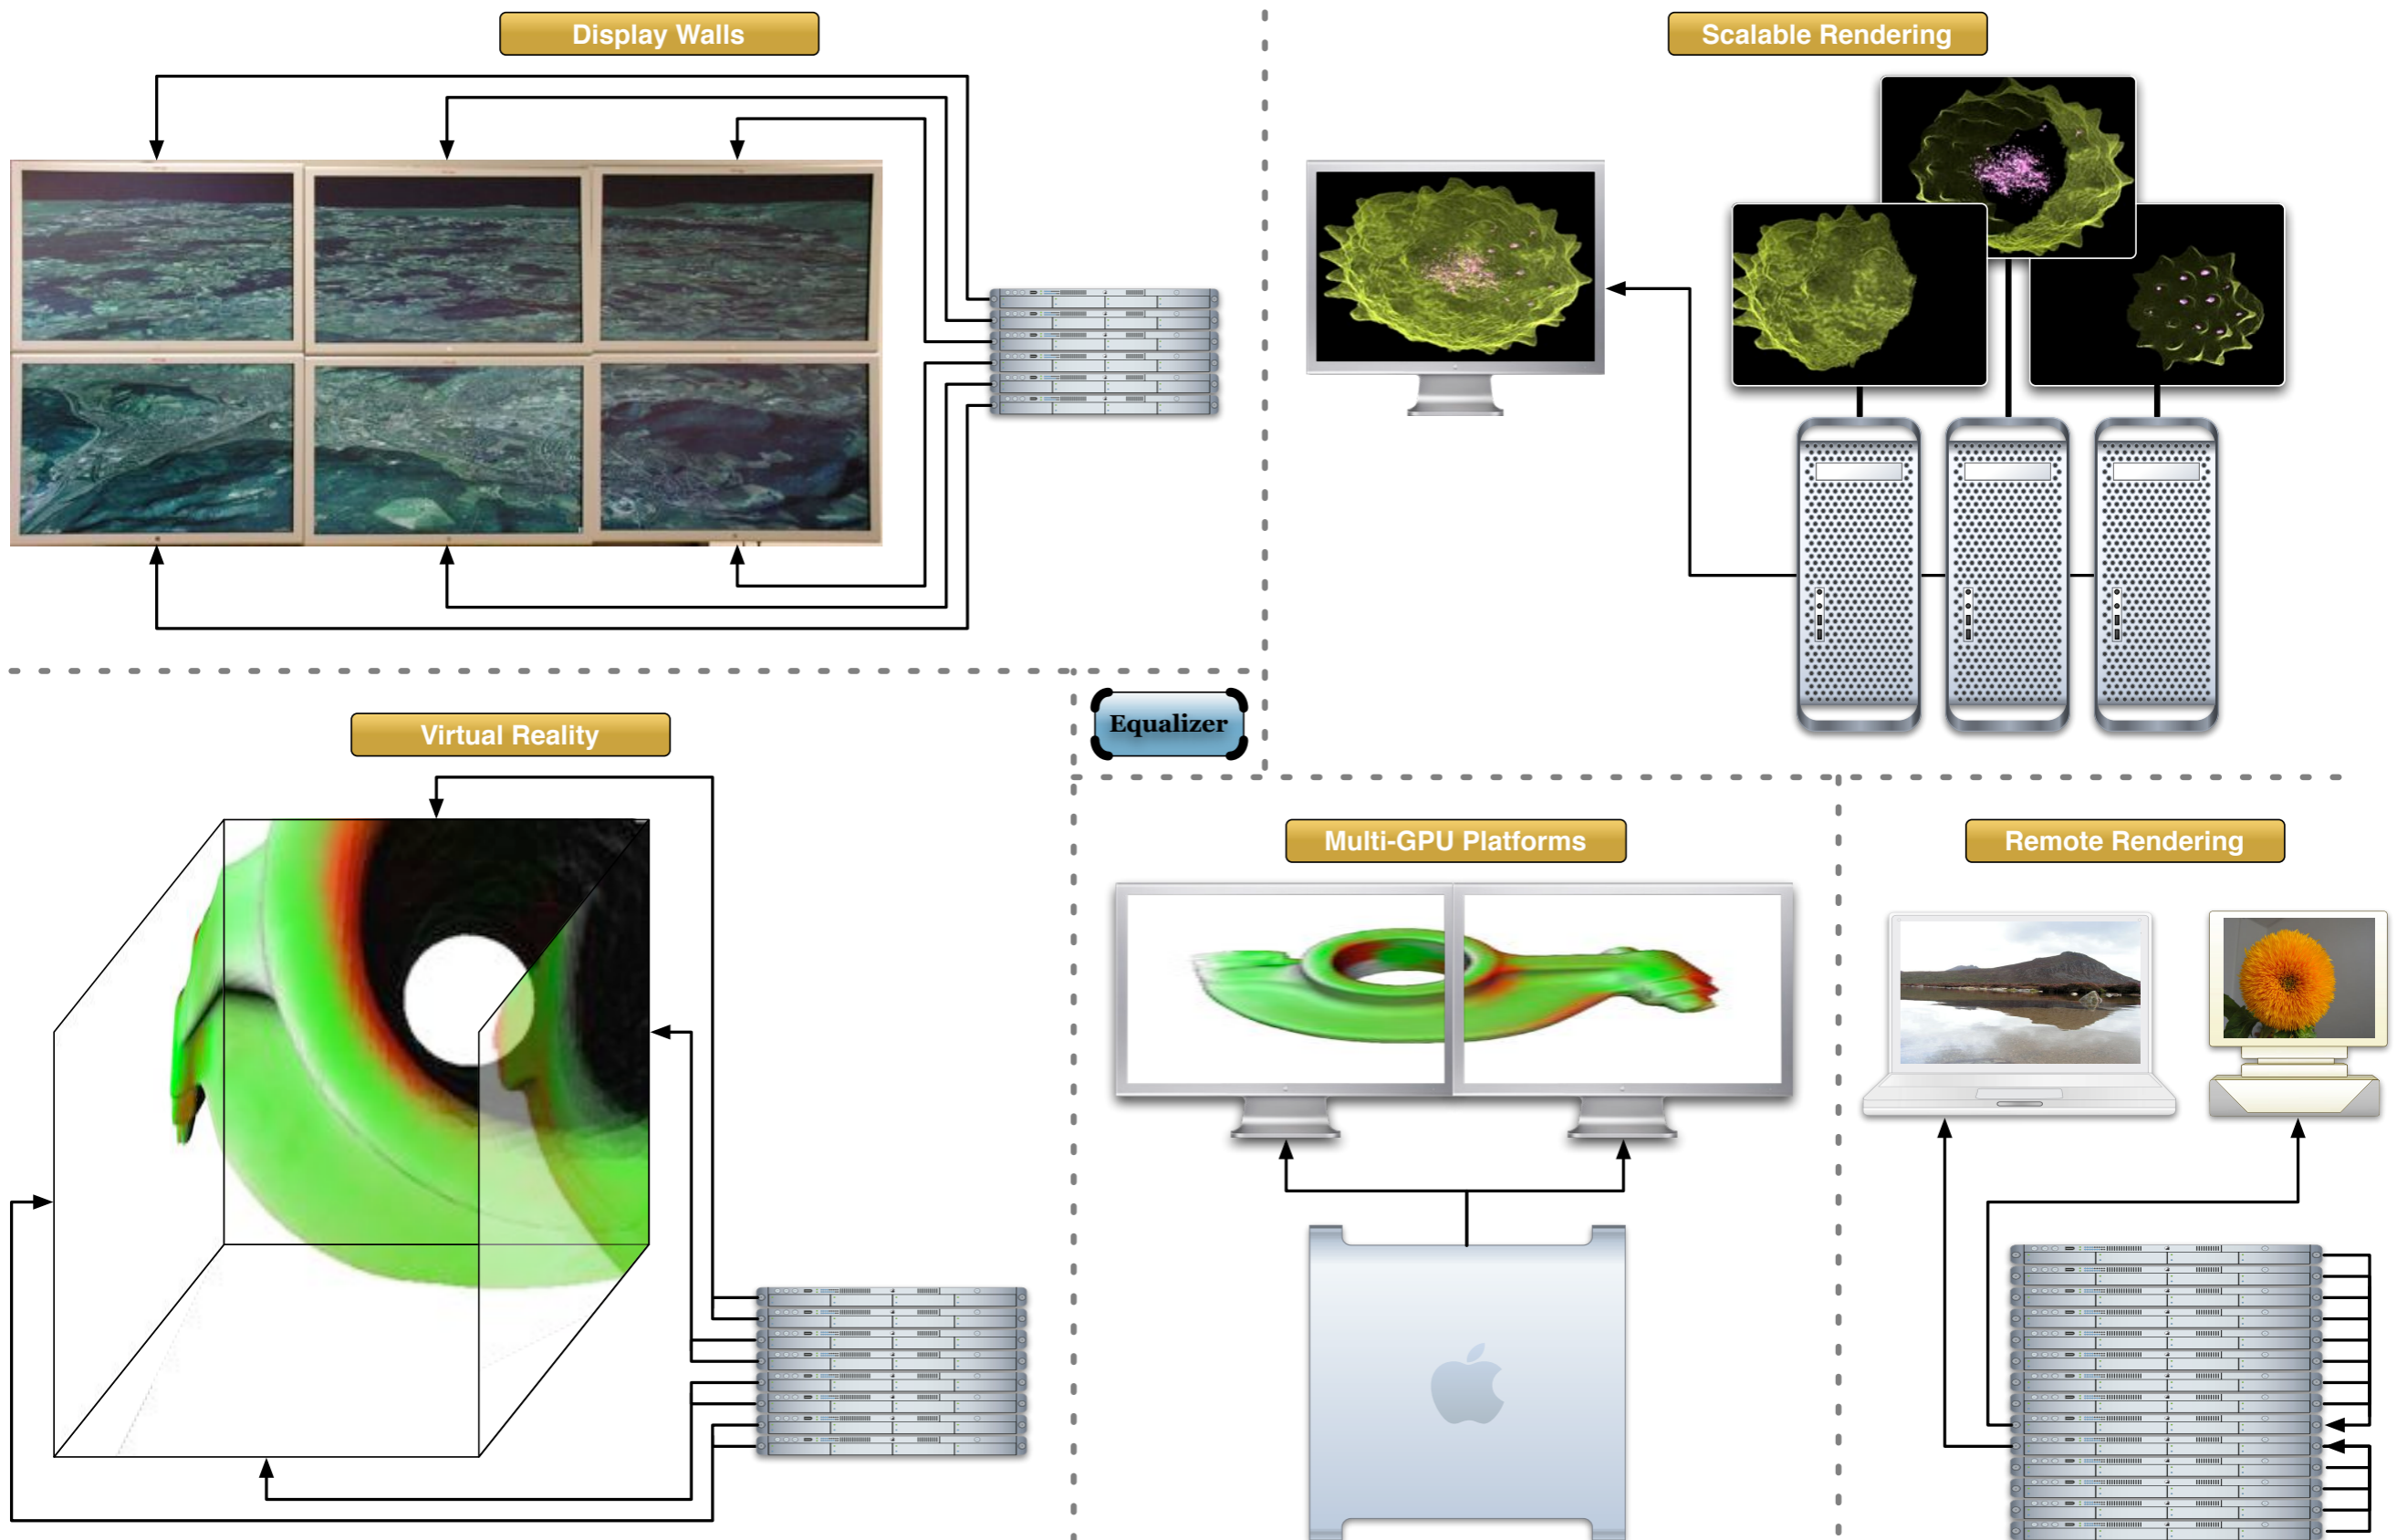 Display Walls
Scalable Rendering
Virtual Reality
Equalizer
Multi-GPU Platforms
Remote Rendering